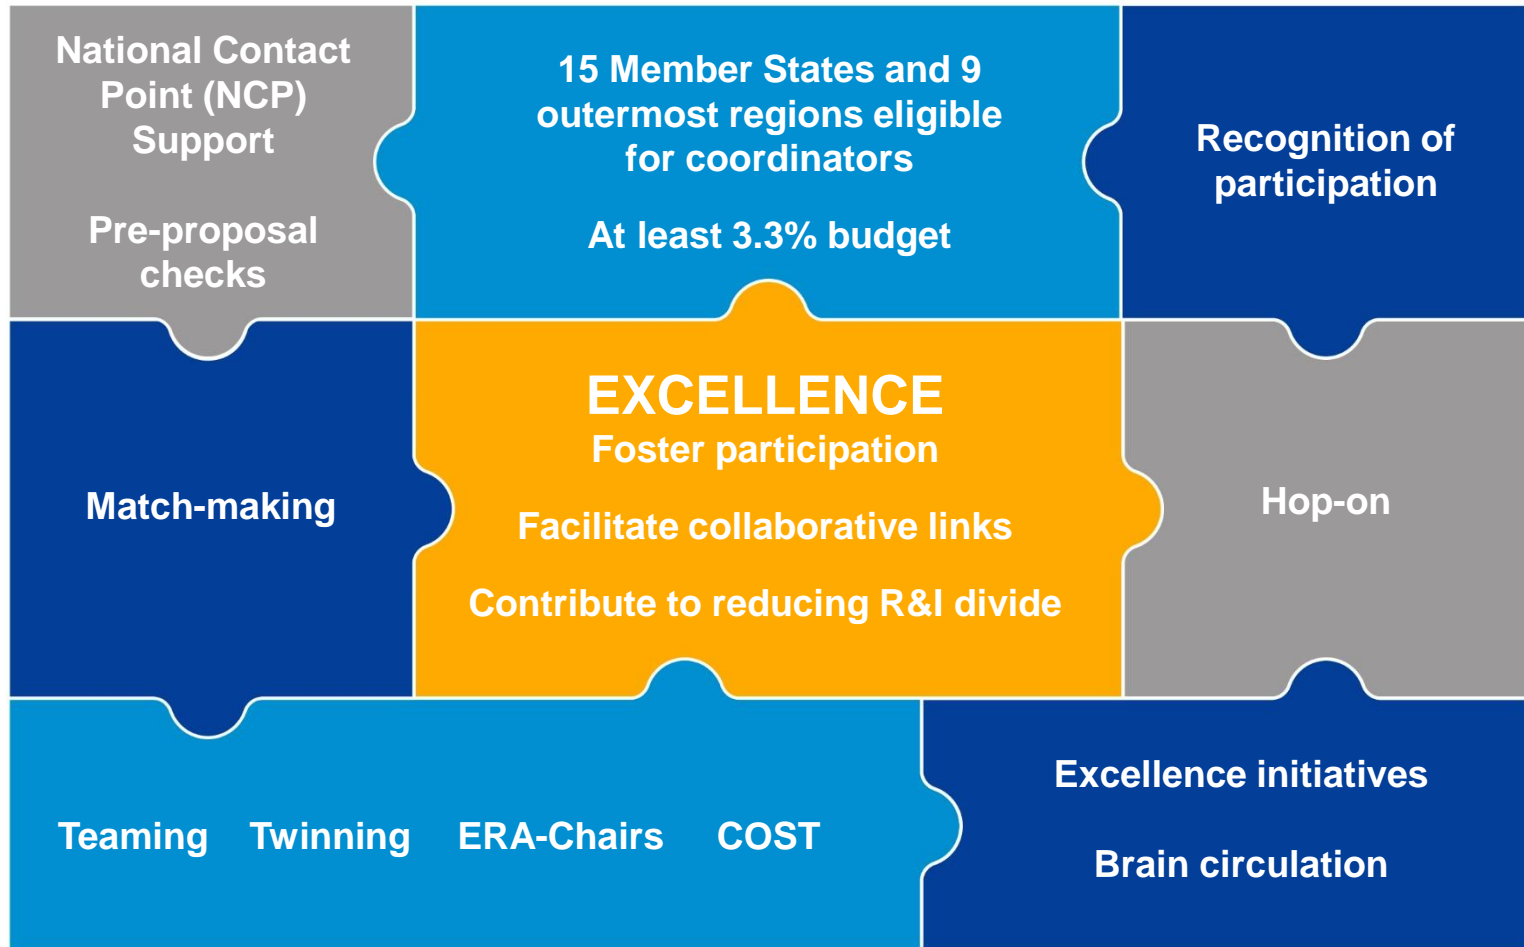 National Contact
Point (NCP)
Support
Pre-proposal
checks
15 Member States and 9
outermost regions eligible
for coordinators
At least 3.3% budget
Recognition of
participation
Match-making
EXCELLENCE
Foster participation
Facilitate collaborative links
Contribute to reducing R&I divide
Hop-on
Teaming Twinning ERA-Chairs COST
Excellence initiatives
Brain circulation